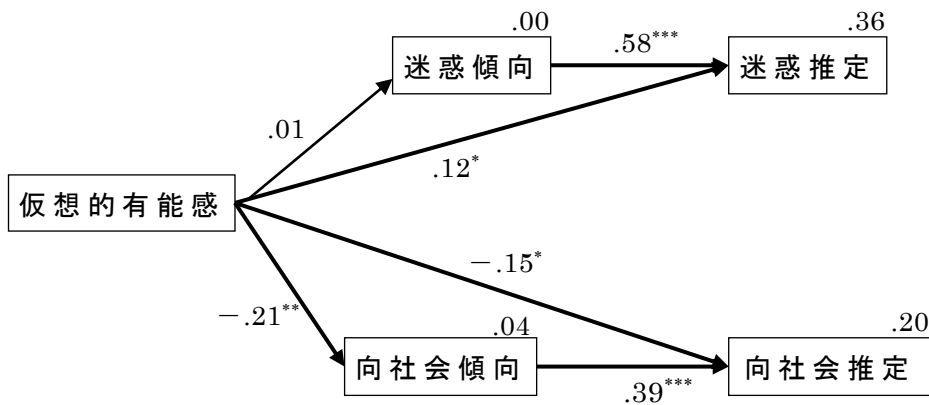 .00
.36
迷惑傾向
.58***
迷惑推定
.01
.12*
仮想的有能感
−.15*
−.21**
.04
.20
向社会傾向
.39***
向社会推定